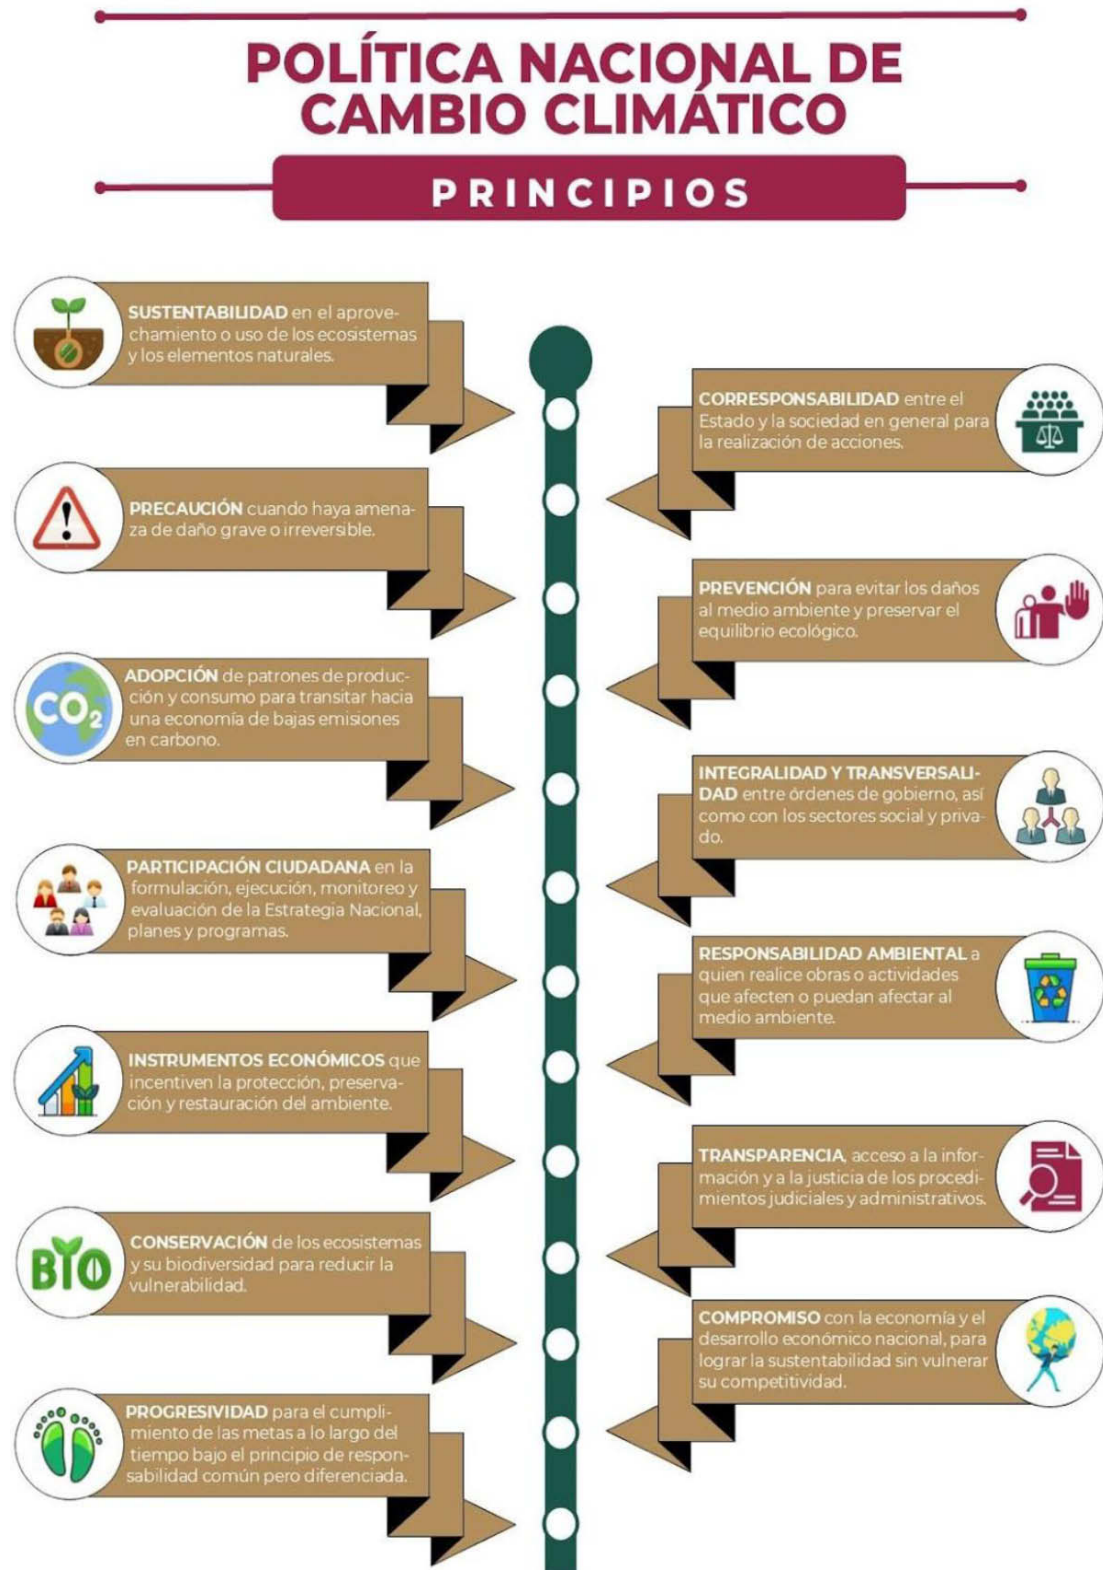 POLÍTICA NACIONAL DE
CAMBIO CLIMÁTICO
PRINCIPIOS
SUSTENTABILIDAD en el aprove-
chamiento o uso de los ecosistemas
y los elementos naturales.
CORRESPONSABILIDAD entre el
Estado y la sociedad en general para
la realización de acciones.
PRECAUCIÓN cuando haya amena-
za de daño grave o irreversible.
PREVENCIÓN para evitar los daños
al medio ambiente y preservar el
equilibrio ecológico.
CO2
ADOPCIÓN de patrones de produc-
ción y consumo para transitar hacia
una economía de bajas emisiones
en carbono.
INTEGRALIDAD Y TRANSVERSALI-
DAD entre órdenes de gobierno, así
como con los sectores social y priva-
do.
PARTICIPACIÓN CIUDADANA en la
formulación, ejecución, monitoreo y
evaluación de la Estrategia Nacional,
planes y programas.
RESPONSABILIDAD AMBIENTAL a
quien realice obras o actividades
que afecten o puedan afectar al
medio ambiente.
INSTRUMENTOS ECONÓMICOS que
incentiven la protección, preserva-
ción y restauración del ambiente.
TRANSPARENCIA, acceso a la infor-
mación y a la justicia de los procedi-
mientos judiciales y administrativos.
BIO
CONSERVACIÓN de los ecosistemas
y su biodiversidad para reducir la
vulnerabilidad.
COMPROMISO con la economía y el
desarrollo económico nacional, para
lograr la sustentabilidad sin vulnerar
su competitividad.
PROGRESIVIDAD para el cumpli-
miento de las metas a lo largo del
tiempo bajo el principio de respon-
sabilidad común pero diferenciada.